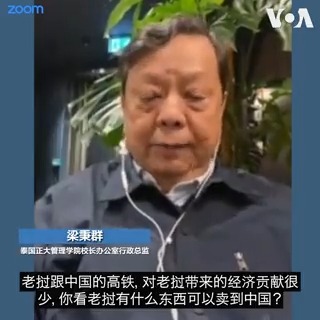 zoom
VOA
梁秉群
泰国正大管理学院校长办公室行政总监
老挝跟中国的高铁, 对老挝带来的经济贡献很
少, 你看老挝有什么东西可以卖到中国?